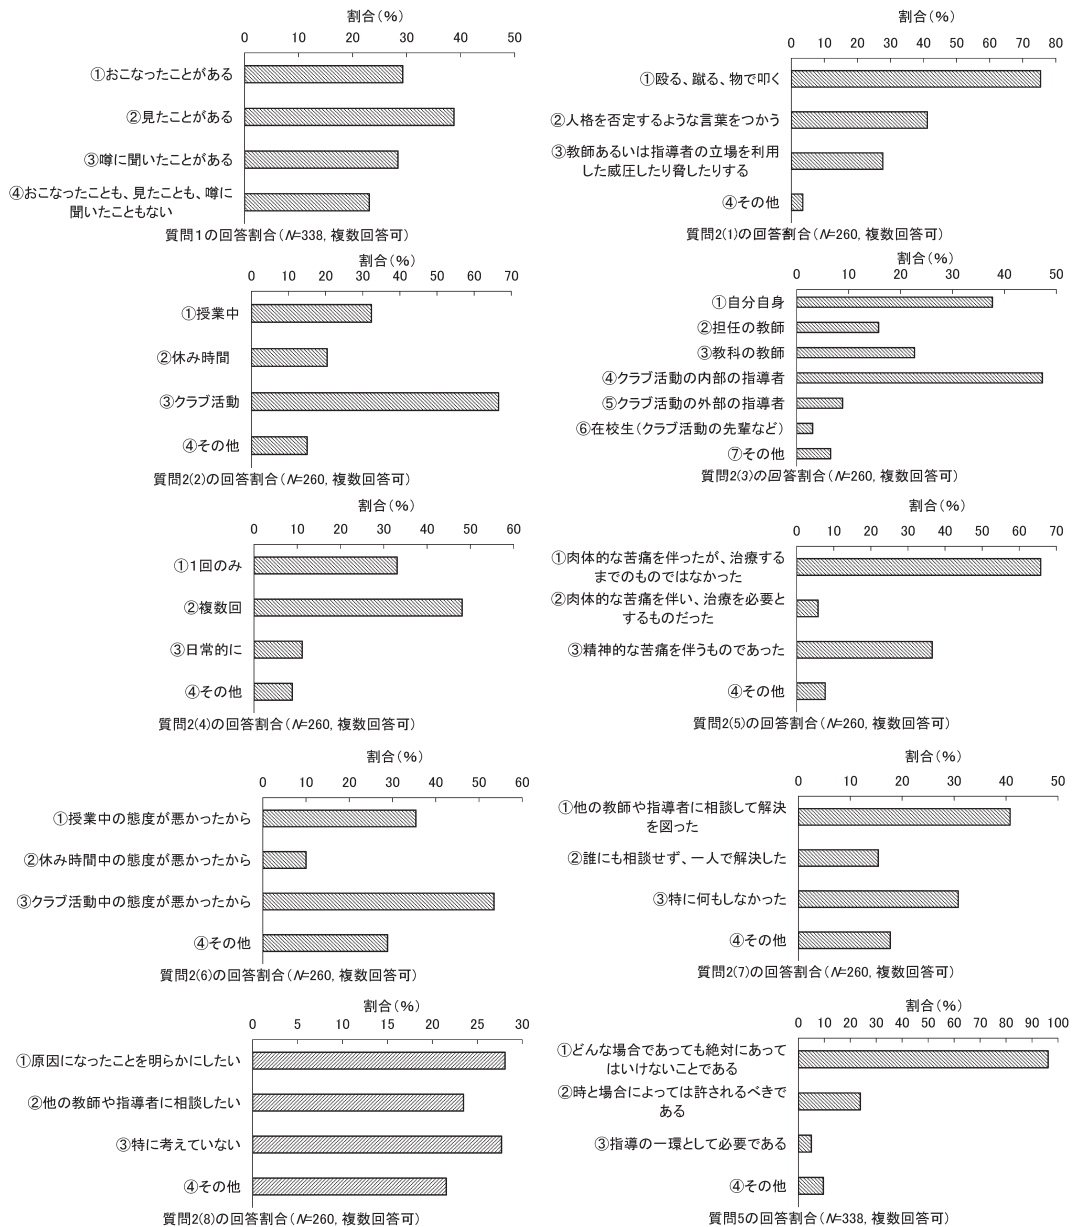 割合(%)
0 10 20 30 40 50
①おこなったことがある
②見たことがある
③噂に聞いたことがある
④おこなったことも、見たことも、噂に
聞いたこともない
質問1の回答割合(N=338, 複数回答可)
割合(%)
0 10 20 30 40 50 60 70 80
①殴る、蹴る、物で叩く
②人格を否定するような言葉をつかう
③教師あるいは指導者の立場を利用
した威圧したり脅したりする
④その他
質問2(1)の回答割合(N=260, 複数回答可)
割合(%)
0 10 20 30 40 50 60 70
①授業中
②休み時間
③クラブ活動
④その他
質問2(2)の回答割合(N=260, 複数回答可)
割合(%)
0 10 20 30 40 50
①自分自身
②担任の教師
③教科の教師
④クラブ活動の内部の指導者
⑤クラブ活動の外部の指導者
⑥在校生(クラブ活動の先輩など)
⑦その他
質問2(3)の回答割合(N=260, 複数回答可)
割合(%)
0 10 20 30 40 50 60
①1回のみ
②複数回
③日常的に
④その他
質問2(4)の回答割合(N=260, 複数回答可)
割合(%)
0 10 20 30 40 50 60 70
①肉体的な苦痛を伴ったが、治療する
までのものではなかった
②肉体的な苦痛を伴い、治療を必要と
するものだった
③精神的な苦痛を伴うものであった
④その他
質問2(5)の回答割合(N=260, 複数回答可)
割合(%)
0 10 20 30 40 50 60
①授業中の態度が悪かったから
②休み時間中の態度が悪かったから
③クラブ活動中の態度が悪かったから
④その他
質問2(6)の回答割合(N=260, 複数回答可)
割合(%)
0 10 20 30 40 50
①他の教師や指導者に相談して解決
を図った
②誰にも相談せず、一人で解決した
③特に何もしなかった
④その他
質問2(7)の回答割合(N=260, 複数回答可)
割合(%)
0 5 10 15 20 25 30
①原因になったことを明らかにしたい
②他の教師や指導者に相談したい
③特に考えていない
④その他
質問2(8)の回答割合(N=260, 複数回答可)
割合(%)
0 10 20 30 40 50 60 70 80 90 100
①どんな場合であっても絶対にあって
はいけないことである
②時と場合によっては許されるべきで
ある
③指導の一環として必要である
④その他
質問5の回答割合(N=338, 複数回答可)